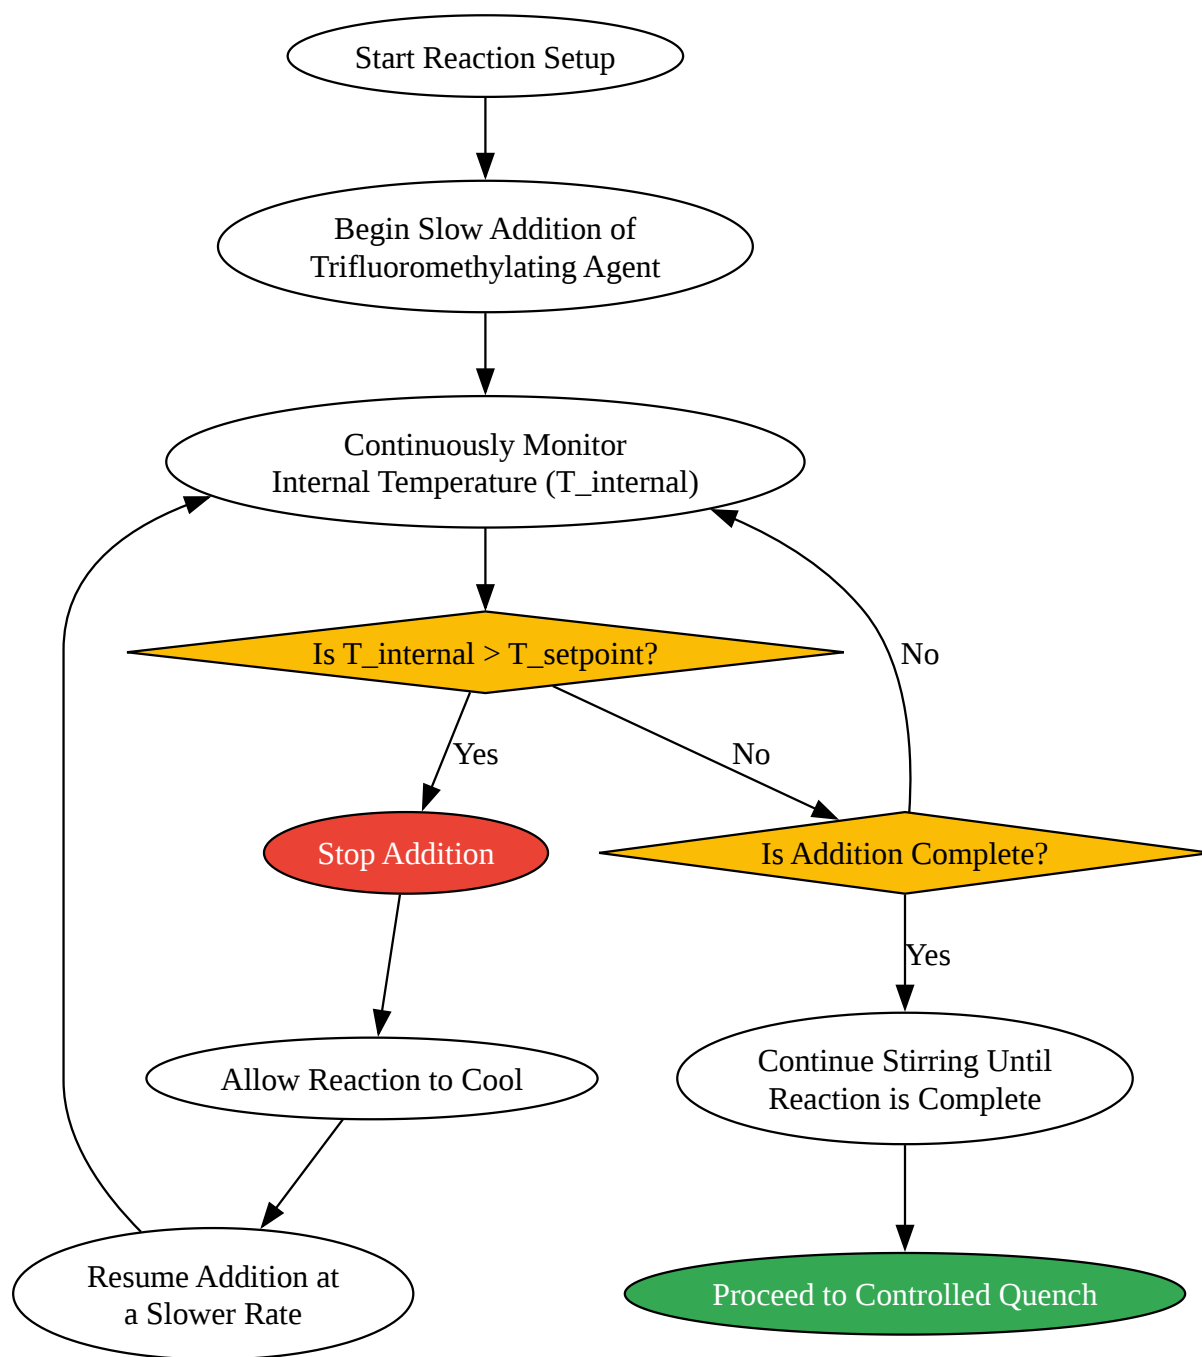 Start Reaction Setup
Begin Slow Addition of
Trifluoromethylating Agent
Continuously Monitor
Internal Temperature (T_internal)
Is T_internal > T_setpoint?
No
Yes
No
Stop Addition
Is Addition Complete?
Yes
Allow Reaction to Cool
Continue Stirring Until
Reaction is Complete
Resume Addition at
a Slower Rate
Proceed to Controlled Quench